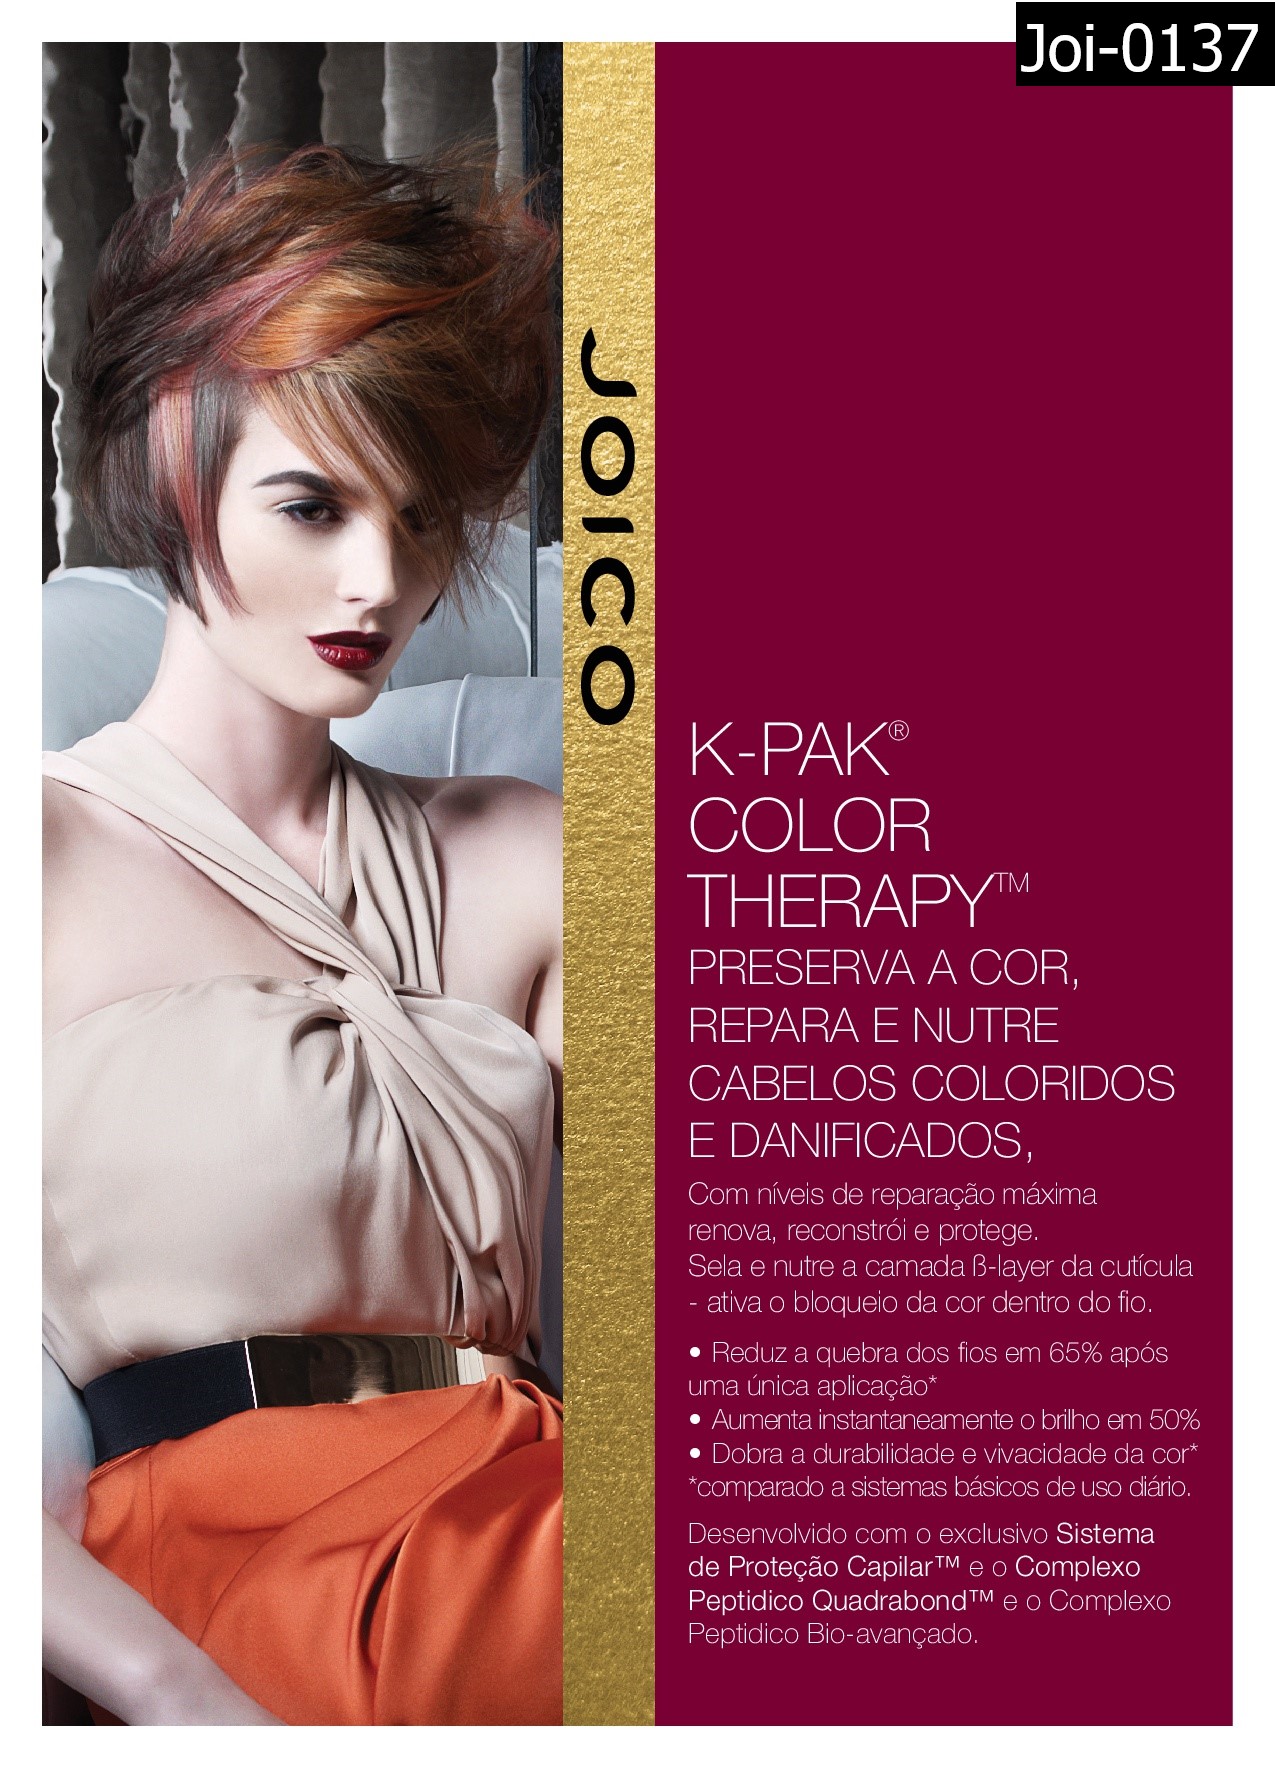 Joi-0137
JOICO
K-PAK®
COLOR
THERAPY™
PRESERVA A COR,
REPARA E NUTRE
CABELOS COLORIDOS
E DANIFICADOS,
Com níveis de reparação máxima
renova, reconstrói e protege.
Sela e nutre a camada ß-layer da cutícula
- ativa o bloqueio da cor dentro do fio.
• Reduz a quebra dos fios em 65% após
uma única aplicação*
• Aumenta instantaneamente o brilho em 50%
• Dobra a durabilidade e vivacidade da cor*
*comparado a sistemas básicos de uso diário.
Desenvolvido com o exclusivo Sistema
de Proteção Capilar™ e o Complexo
Peptidico Quadrabond™ e o Complexo
Peptidico Bio-avançado.